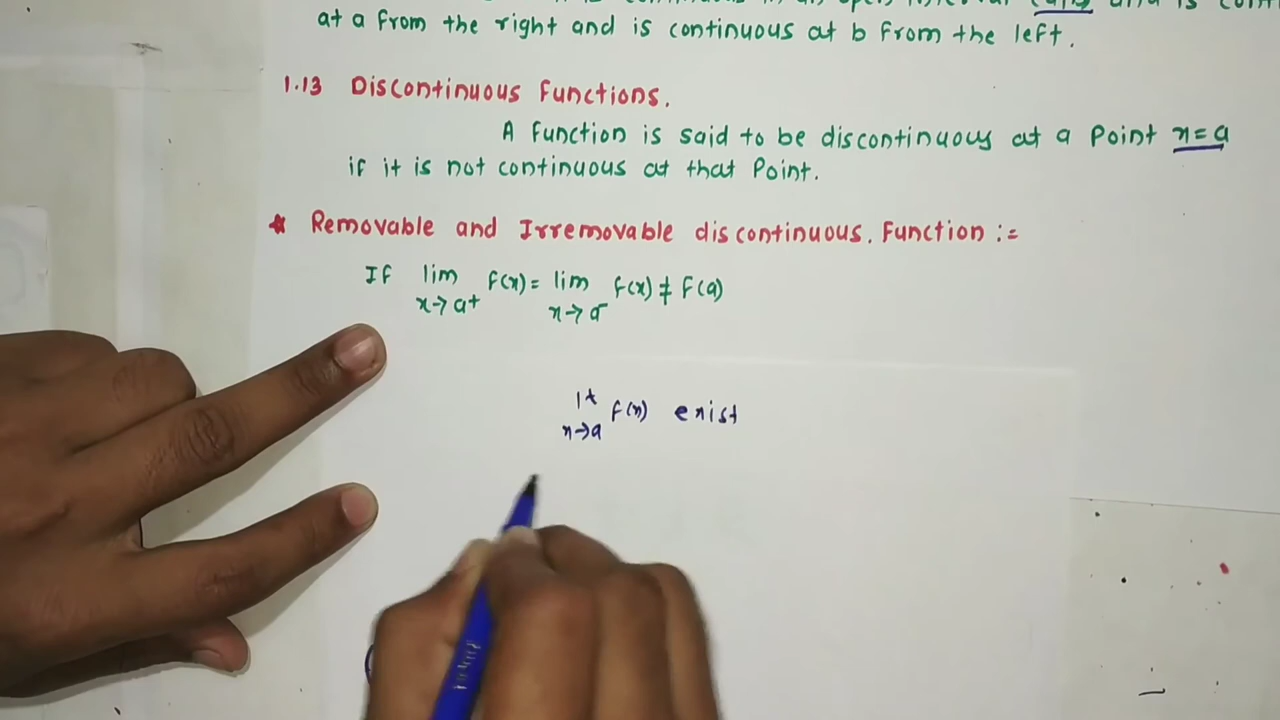 at a from the right and is continuous at b from the left.
1.13 Discontinuous Functions.
A function is said to be discontinuous at a Point x=a
if it is not continuous at that Point.
* Removable and Irremovable discontinuous. Function :=
If lim x→a+ f(x) = lim x→a- f(x) ≠ f(a)
lt x→a f(x) exist